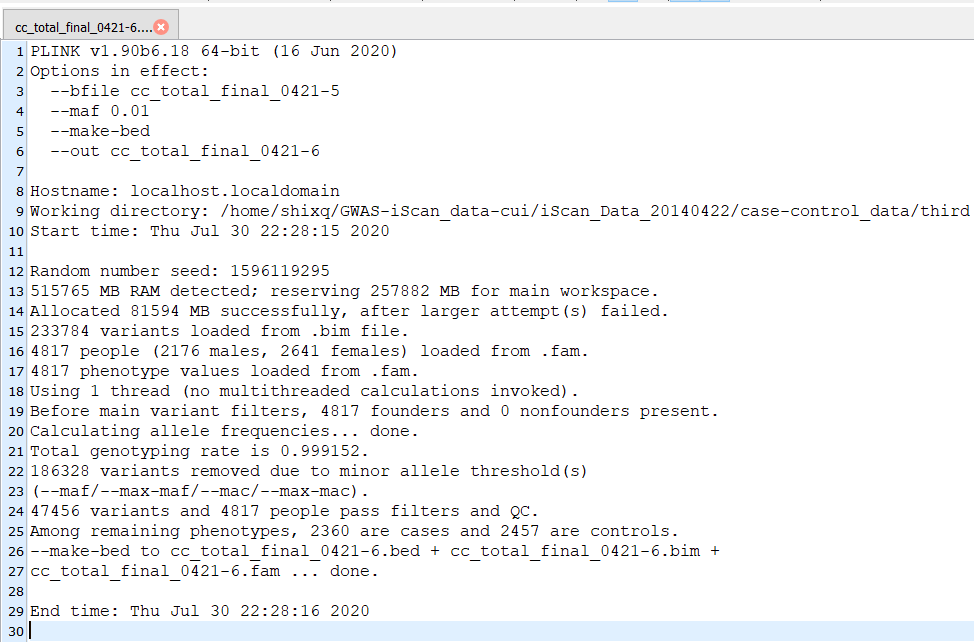 cc_total_final_0421-6....
1 PLINK v1.90b6.18 64-bit (16 Jun 2020)
2 Options in effect:
3   --bfile cc_total_final_0421-5
4   --maf 0.01
5   --make-bed
6   --out cc_total_final_0421-6
7
8 Hostname: localhost.localdomain
9 Working directory: /home/shixq/GWAS-iScan_data-cui/iScan_Data_20140422/case-control_data/third
10 Start time: Thu Jul 30 22:28:15 2020
11
12 Random number seed: 1596119295
13 515765 MB RAM detected; reserving 257882 MB for main workspace.
14 Allocated 81594 MB successfully, after larger attempt(s) failed.
15 233784 variants loaded from .bim file.
16 4817 people (2176 males, 2641 females) loaded from .fam.
17 4817 phenotype values loaded from .fam.
18 Using 1 thread (no multithreaded calculations invoked).
19 Before main variant filters, 4817 founders and 0 nonfounders present.
20 Calculating allele frequencies... done.
21 Total genotyping rate is 0.999152.
22 186328 variants removed due to minor allele threshold(s)
23 (--maf/--max-maf/--mac/--max-mac).
24 47456 variants and 4817 people pass filters and QC.
25 Among remaining phenotypes, 2360 are cases and 2457 are controls.
26 --make-bed to cc_total_final_0421-6.bed + cc_total_final_0421-6.bim +
27 cc_total_final_0421-6.fam ... done.
28
29 End time: Thu Jul 30 22:28:16 2020
30